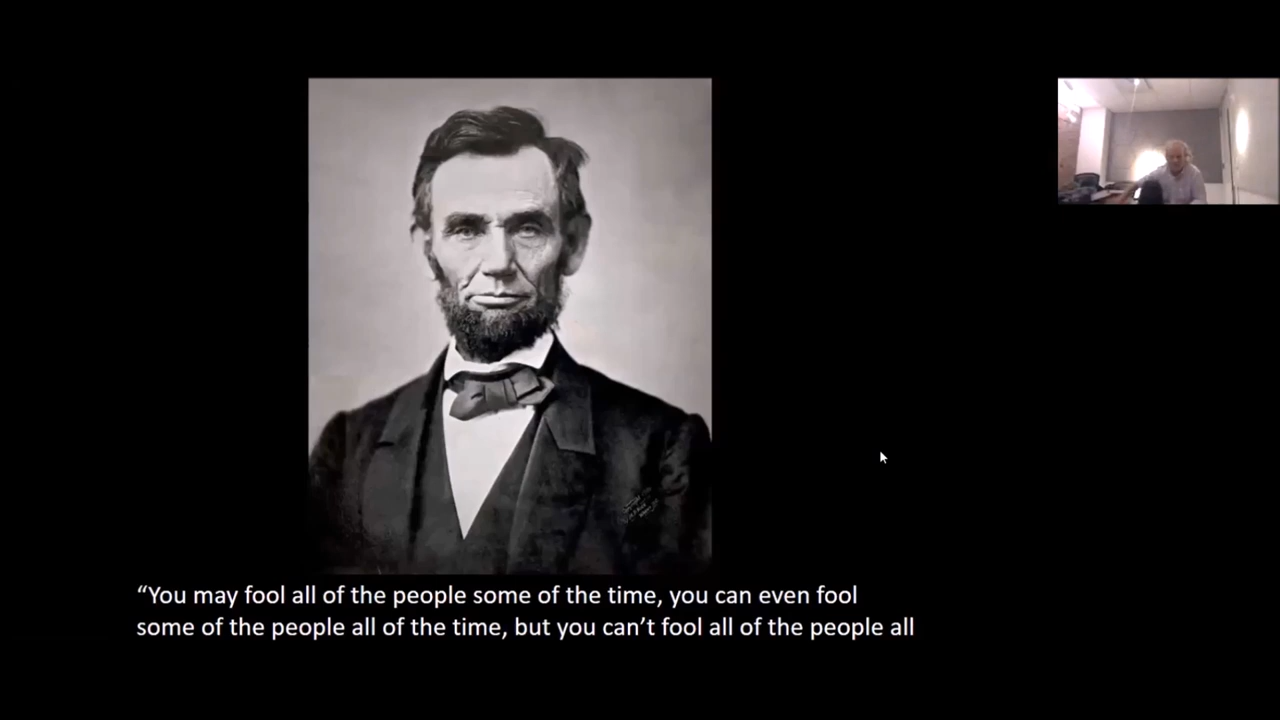 “You may fool all of the people some of the time, you can even fool
some of the people all of the time, but you can’t fool all of the people all